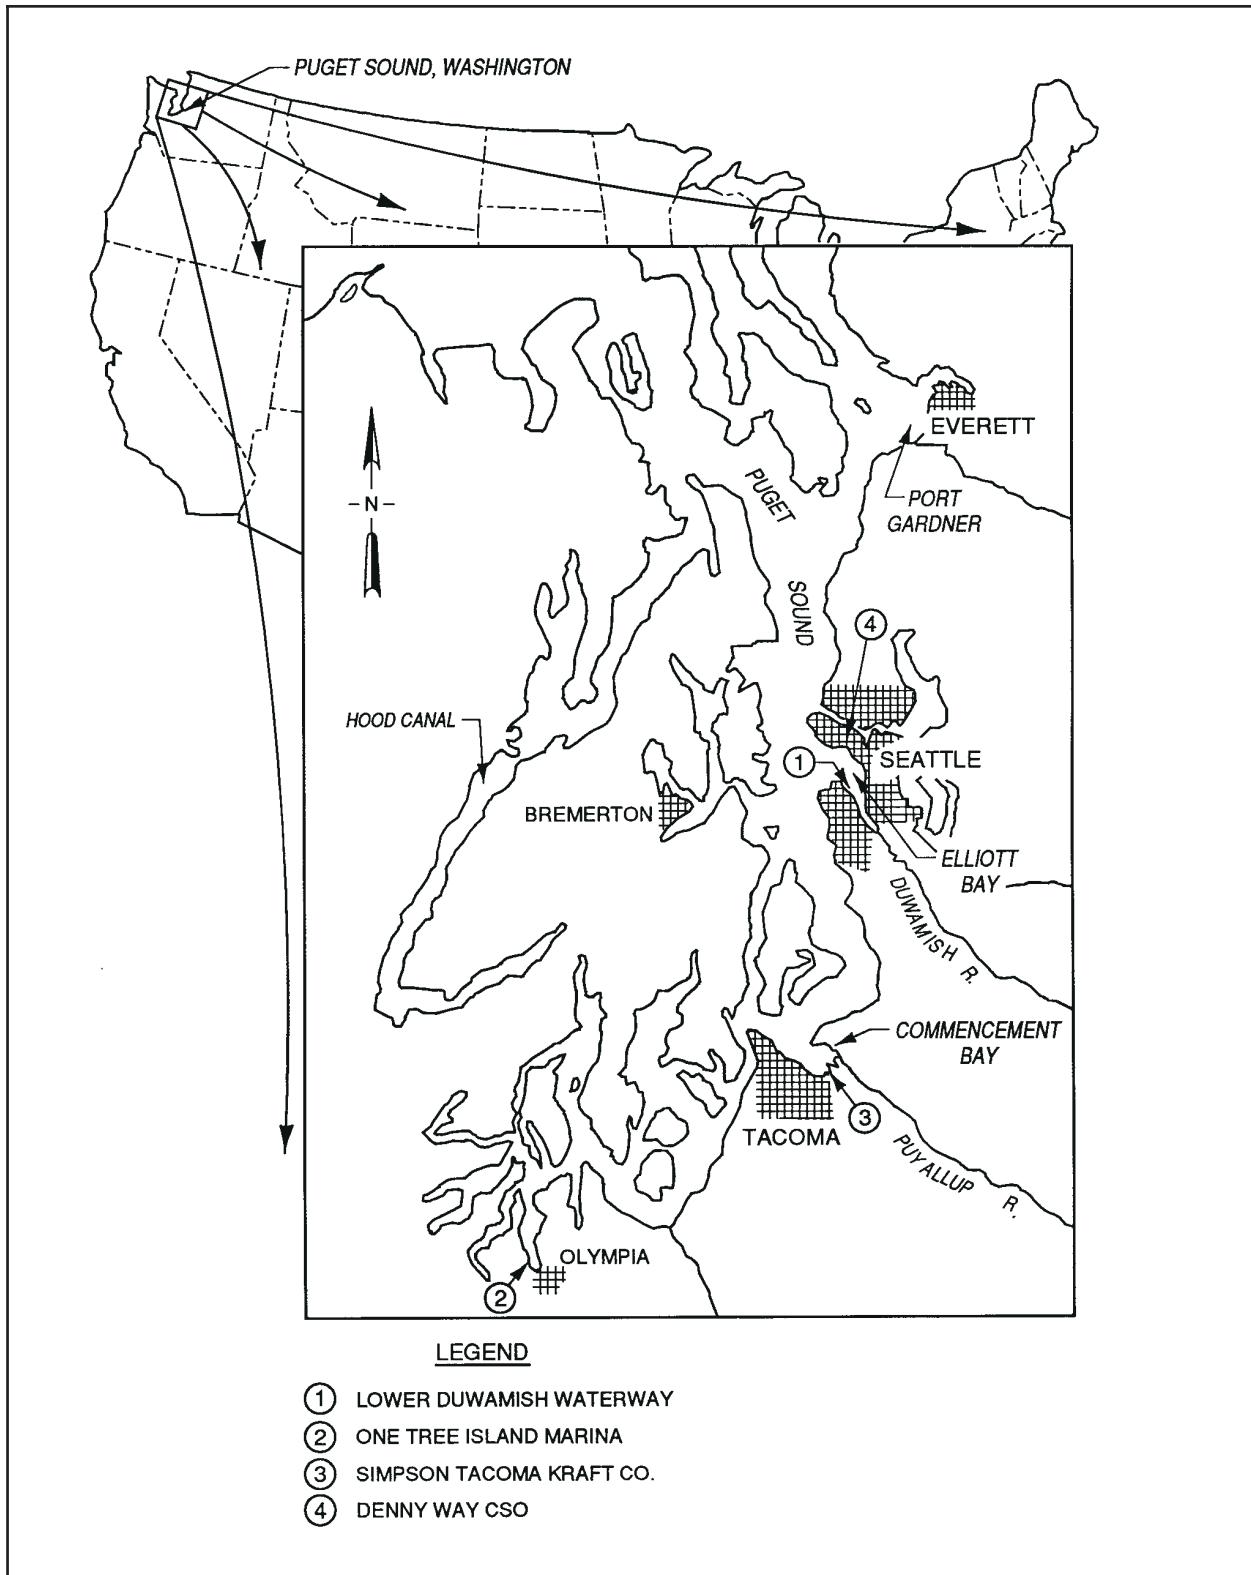 PUGET SOUND, WASHINGTON
EVERETT
PUGET
SOUND
PORT
GARDNER
N
4
HOOD CANAL
SEATTLE
1
BREMERTON
ELLIOTT
BAY
DUWAMISH R.
COMMENCEMENT
BAY
3
TACOMA
PUYALLUP R.
OLYMPIA
2
LEGEND
1 LOWER DUWAMISH WATERWAY
2 ONE TREE ISLAND MARINA
3 SIMPSON TACOMA KRAFT CO.
4 DENNY WAY CSO